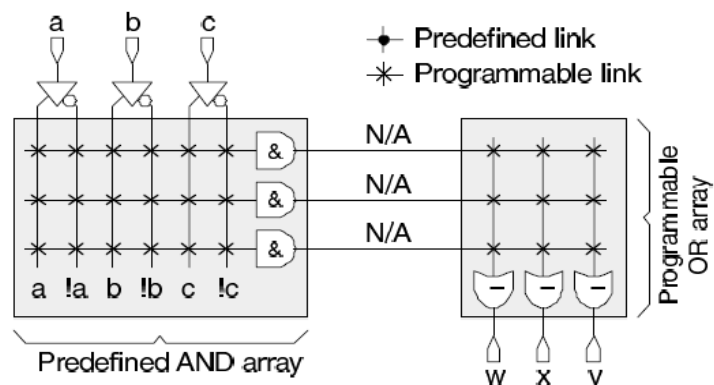 a b c
Predefined link
Programmable link
N/A
&
N/A
&
N/A
&
a !a b !b c !c
Predefined AND array
Programmable
OR array
w x y